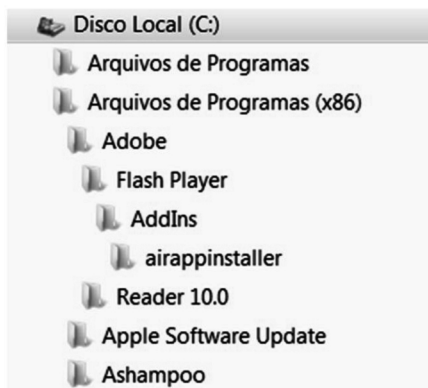 Disco Local (C:)
Arquivos de Programas
Arquivos de Programas (x86)
Adobe
Flash Player
AddIns
airappinstaller
Reader 10.0
Apple Software Update
Ashampoo